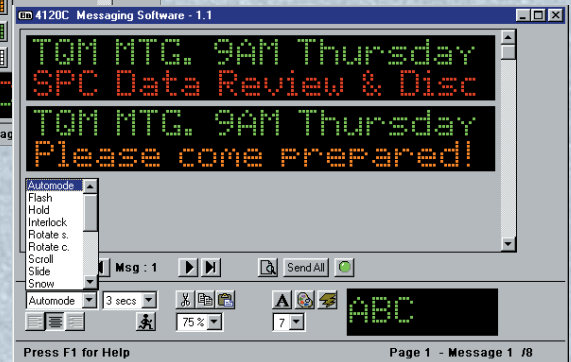 4120C Messaging Software - 1.1
TQM MTG. 9AM Thursday
SPC Data Review & Disc
TQM MTG. 9AM Thursday
Please come prepared!
Automode
Flash
Hold
Interlock
Rotate s.
Rotate c.
Scroll
Slide
Snow
Msg : 1
Send All
Automode
3 secs
A
ABC
75 %
7
Press F1 for Help
Page 1 - Message 1 /8